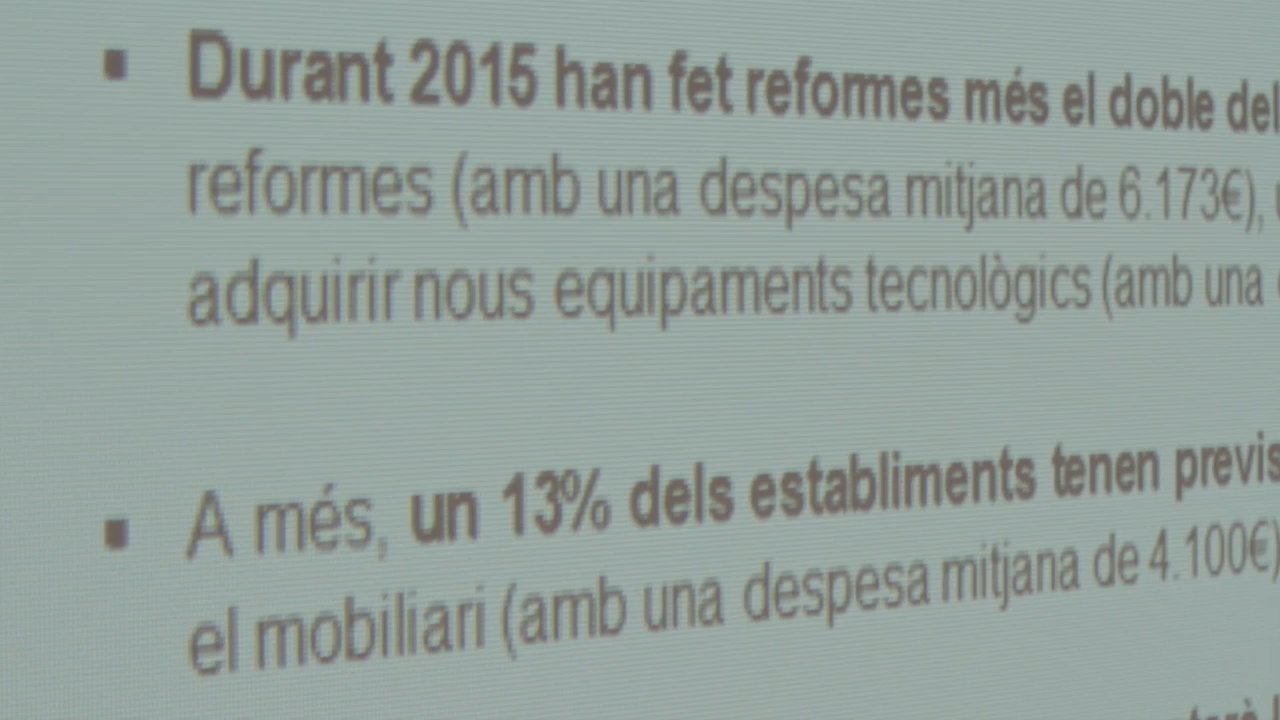 ▪ Durant 2015 han fet reformes més el doble del
reformes (amb una despesa mitjana de 6.173€),
adquirir nous equipaments tecnològics (amb una
▪ A més, un 13% dels establiments tenen previs
el mobiliari (amb una despesa mitjana de 4.100€)